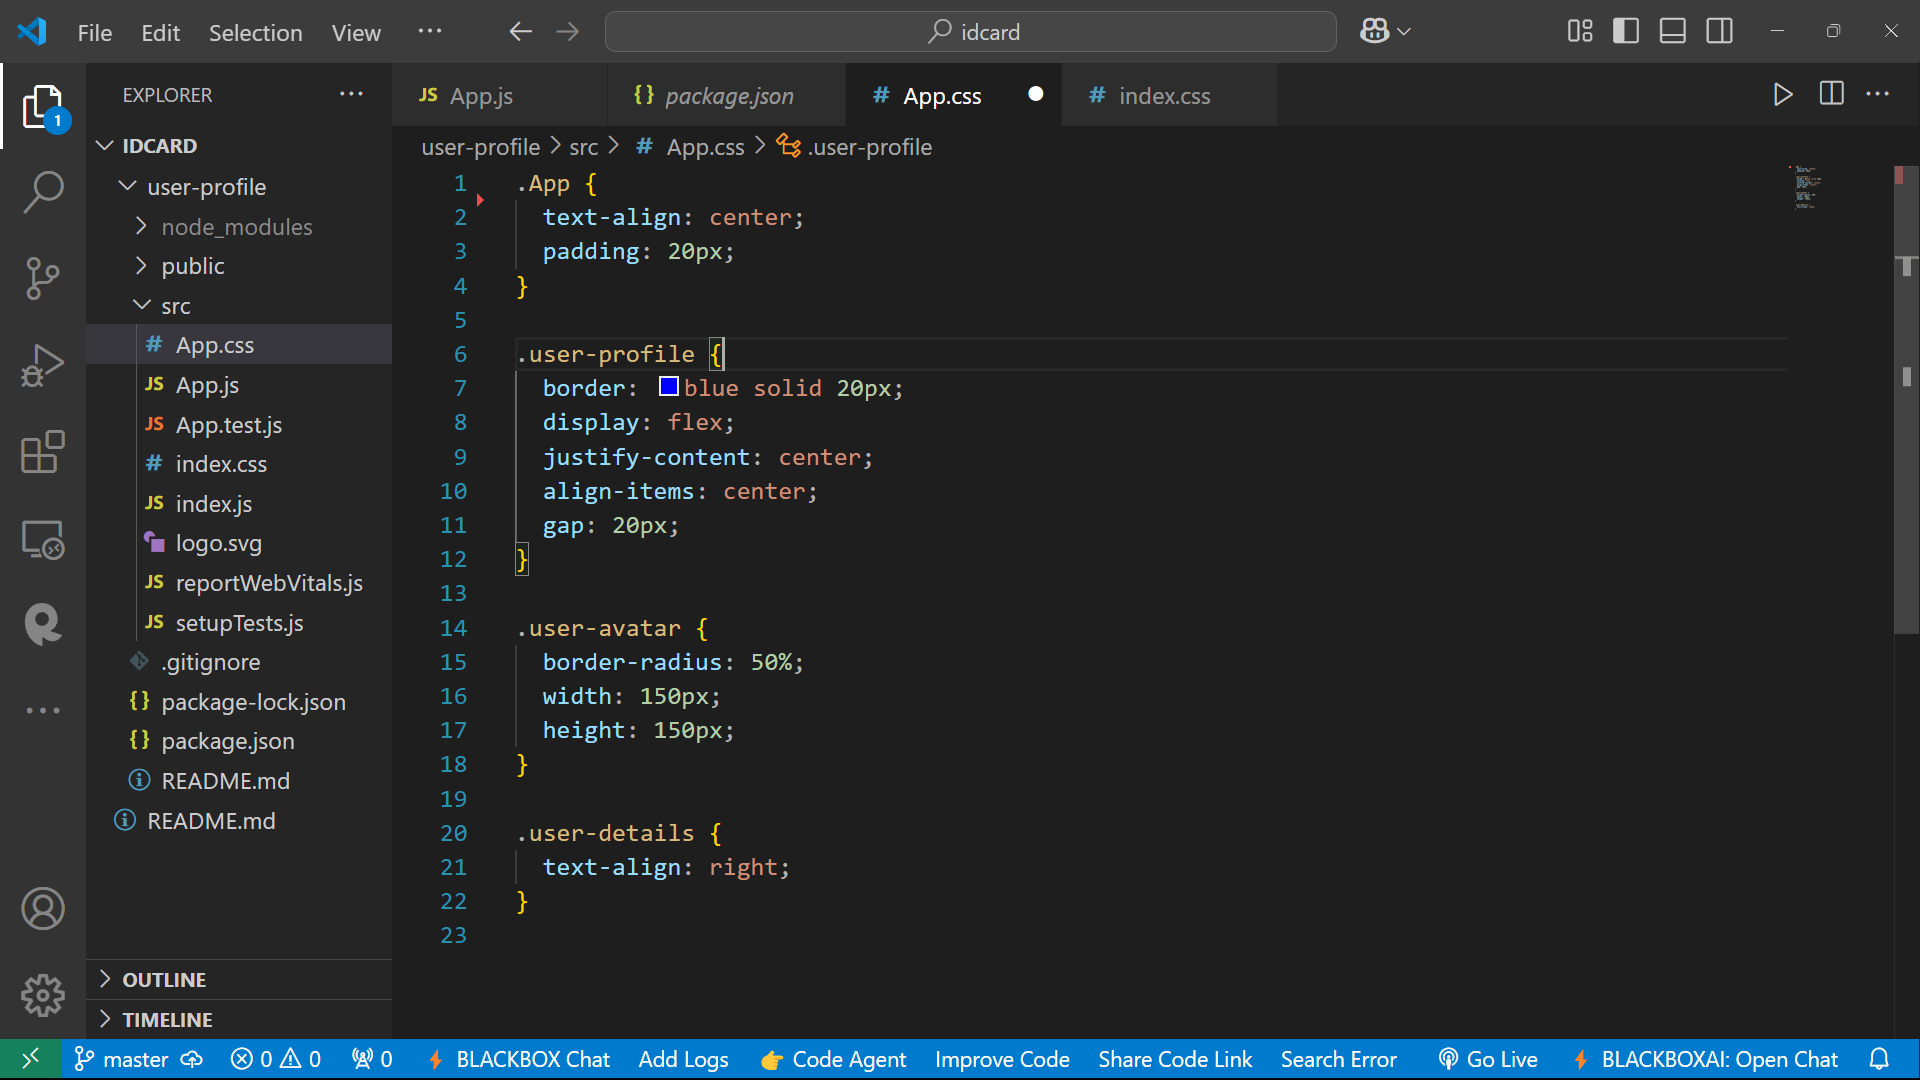 File Edit Selection View ··· idcard
EXPLORER ···
IDCARD
user-profile
node_modules
public
src
# App.css
JS App.js
JS App.test.js
# index.css
JS index.js
logo.svg
JS reportWebVitals.js
JS setupTests.js
.gitignore
{} package-lock.json
{} package.json
README.md
README.md
OUTLINE
TIMELINE
1
JS App.js {} package.json # App.css # index.css
user-profile > src > # App.css > .user-profile
1 .App {
2 text-align: center;
3 padding: 20px;
4 }
5
6 .user-profile {
7 border: blue solid 20px;
8 display: flex;
9 justify-content: center;
10 align-items: center;
11 gap: 20px;
12 }
13
14 .user-avatar {
15 border-radius: 50%;
16 width: 150px;
17 height: 150px;
18 }
19
20 .user-details {
21 text-align: right;
22 }
23
master 0 0 0 BLACKBOX Chat Add Logs 👉 Code Agent Improve Code Share Code Link Search Error Go Live BLACKBOXAI: Open Chat